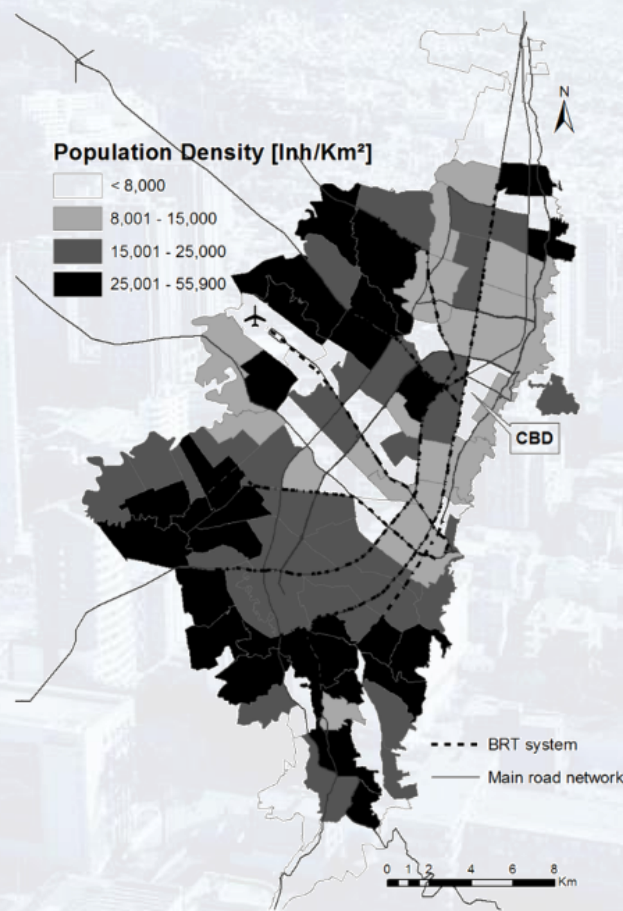 N
Population Density [Inh/Km²]
< 8,000
8,001 - 15,000
15,001 - 25,000
25,001 - 55,900
CBD
BRT system
Main road network
0 1 2 4 6 8
Km